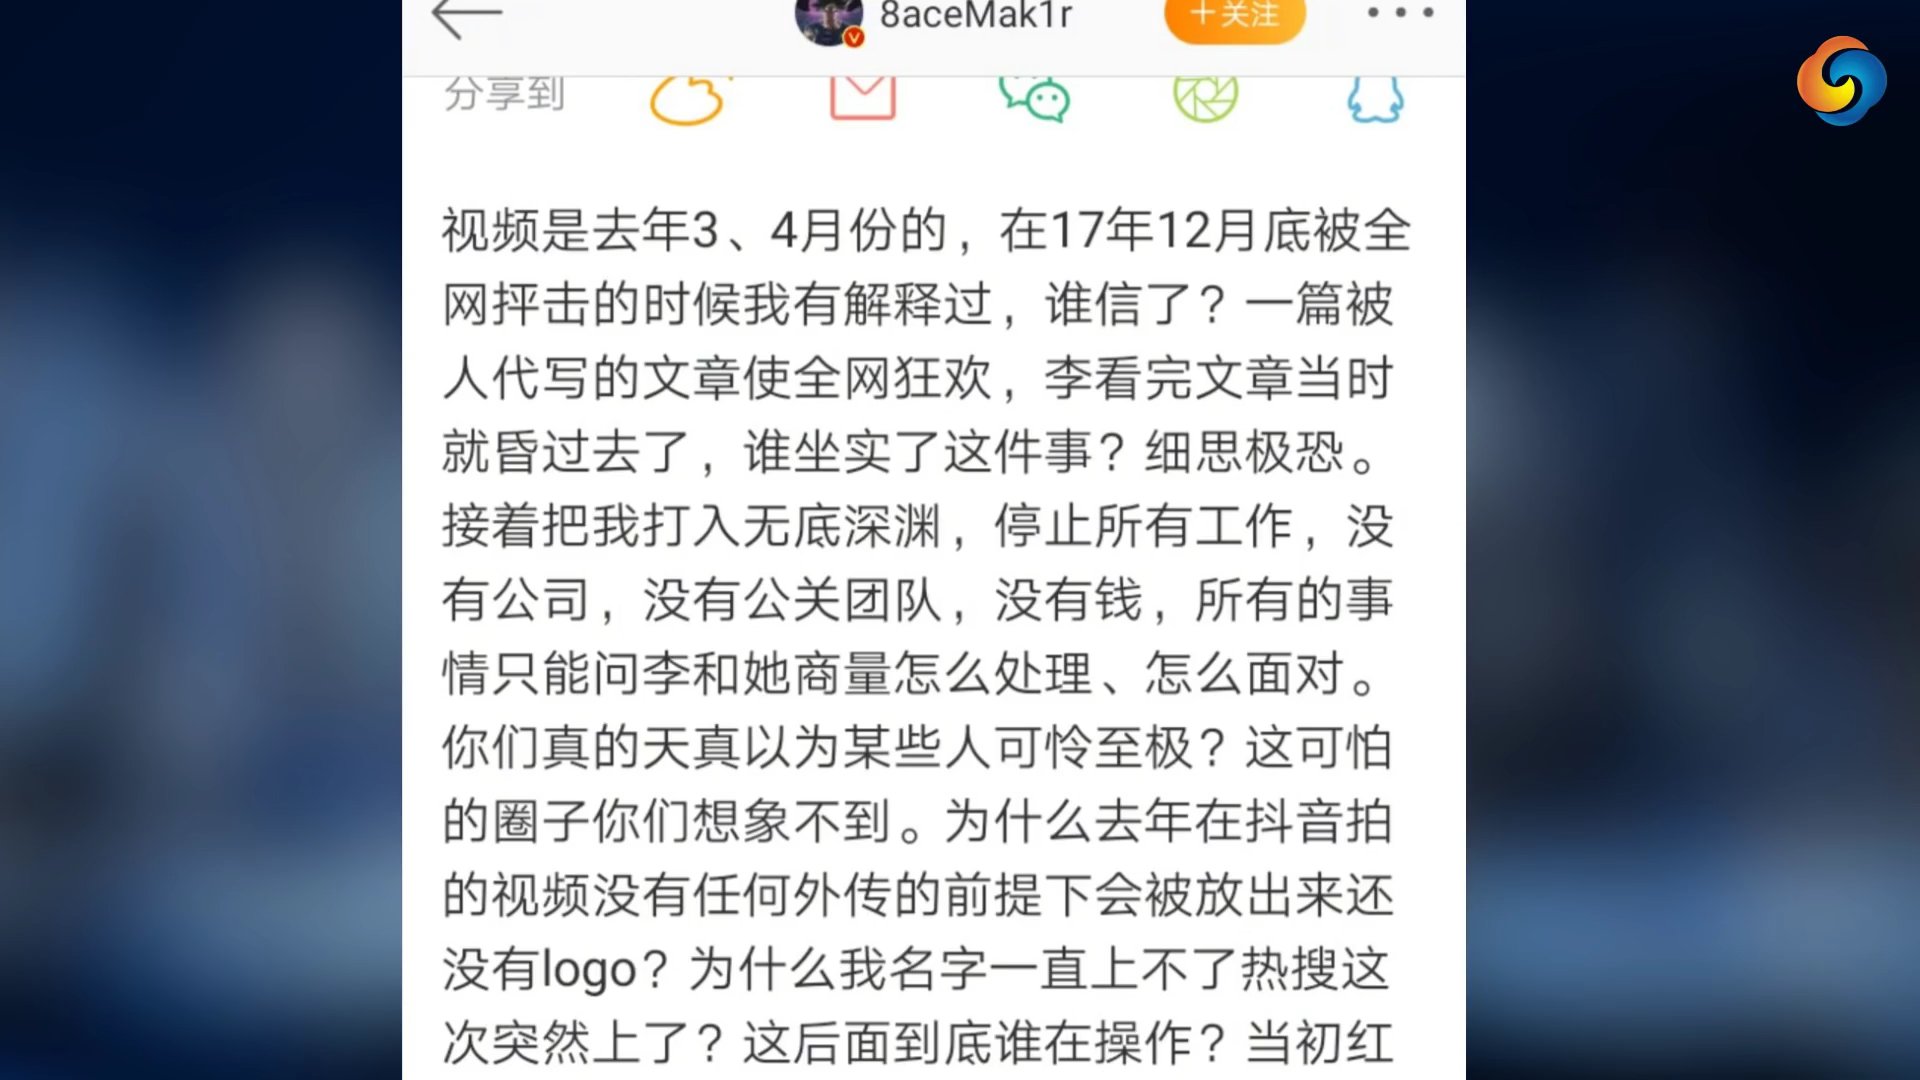 8aceMak1r
+关注
分享到
视频是去年3、4月份的，在17年12月底被全
网抨击的时候我有解释过，谁信了？一篇被
人代写的文章使全网狂欢，李看完文章当时
就昏过去了，谁坐实了这件事？细思极恐。
接着把我打入无底深渊，停止所有工作，没
有公司，没有公关团队，没有钱，所有的事
情只能问李和她商量怎么处理、怎么面对。
你们真的天真以为某些人可怜至极？这可怕
的圈子你们想象不到。为什么去年在抖音拍
的视频没有任何外传的前提下会被放出来还
没有logo？为什么我名字一直上不了热搜这
次突然上了？这后面到底谁在操作？当初红